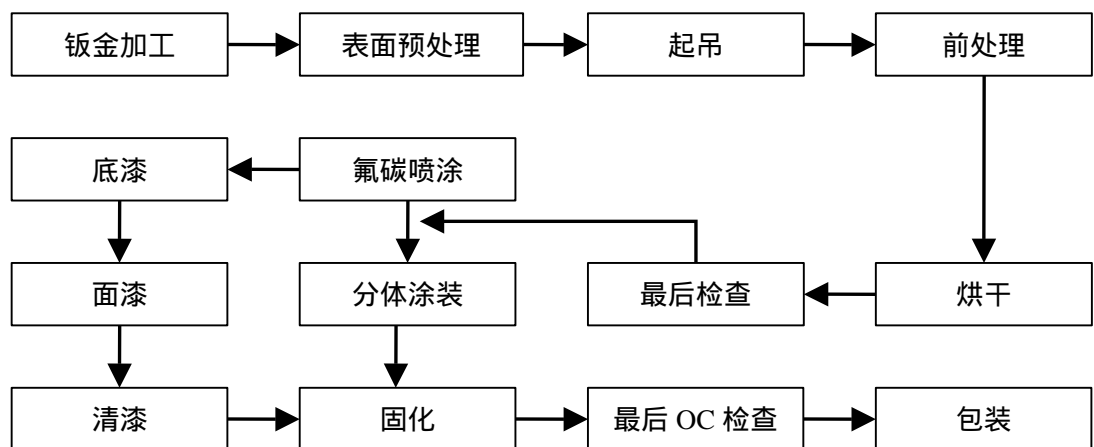 钣金加工
表面预处理
起吊
前处理
底漆
氟碳喷涂
面漆
分体涂装
最后检查
烘干
清漆
固化
最后 OC 检查
包装